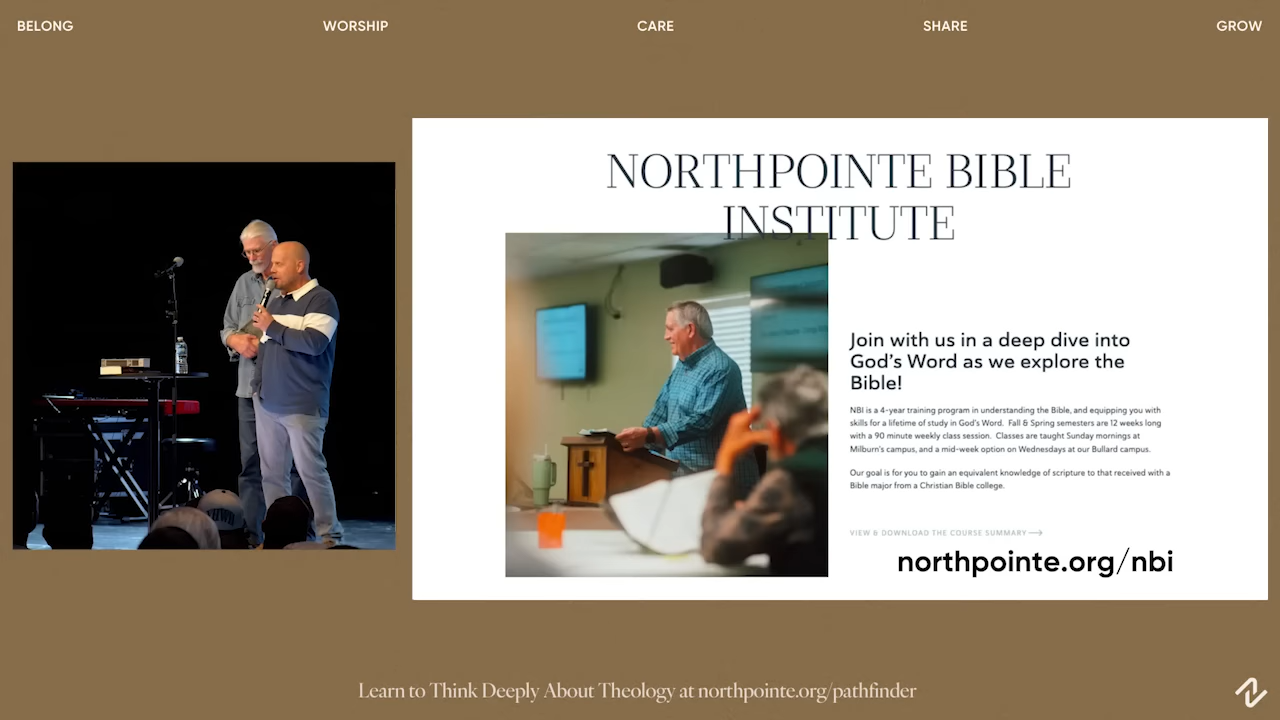 BELONG WORSHIP CARE SHARE GROW
NORTHPOINTE BIBLE
INSTITUTE
Join with us in a deep dive into
God's Word as we explore the
Bible!
NBI is a 4-year training program in understanding the Bible, and equipping you with
skills for a lifetime of study in God's Word. Fall & Spring semesters are 12 weeks long
with a 90 minute weekly class session. Classes are taught Sunday mornings at
Milburn's campus, and a mid-week option on Wednesdays at our Bullard campus.
Our goal is for you to gain an equivalent knowledge of scripture to that received with a
Bible major from a Christian Bible college.
VIEW & DOWNLOAD THE COURSE SUMMARY
northpointe.org/nbi
Learn to Think Deeply About Theology at northpointe.org/pathfinder